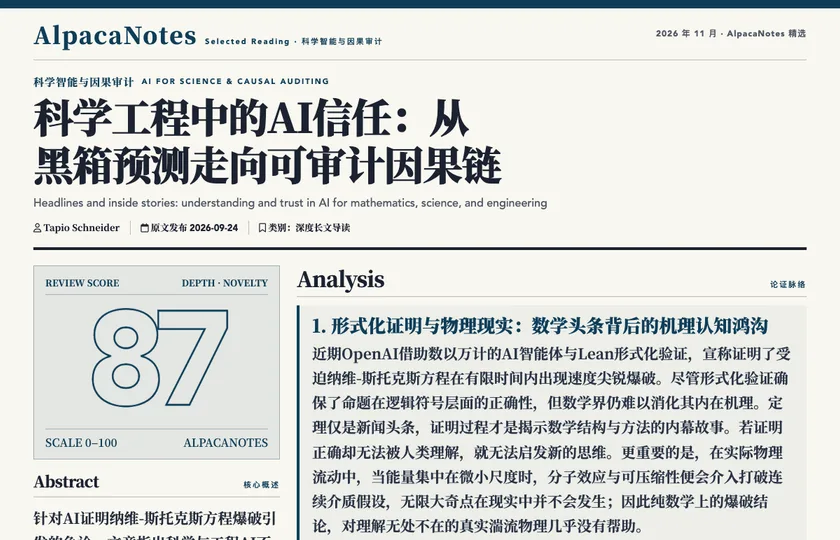 AlpacaNotes Selected Reading · 科学智能与因果审计
2026 年 11 月 · AlpacaNotes 精选
科学智能与因果审计 AI FOR SCIENCE & CAUSAL AUDITING
科学工程中的AI信任：从
黑箱预测走向可审计因果链
Headlines and inside stories: understanding and trust in AI for mathematics, science, and engineering
Tapio Schneider 原文发布 2026-09-24 类别：深度长文导读
REVIEW SCORE DEPTH · NOVELTY
87
SCALE 0–100 ALPACANOTES
Abstract 核心概述
针对AI证明纳维-斯托克斯方程爆破引
Analysis 论证脉络
1. 形式化证明与物理现实：数学头条背后的机理认知鸿沟
近期OpenAI借助数以万计的AI智能体与Lean形式化验证，宣称证明了受
迫纳维-斯托克斯方程在有限时间内出现速度尖锐爆破。尽管形式化验证确
保了命题在逻辑符号层面的正确性，但数学界仍难以消化其内在机理。定
理仅是新闻头条，证明过程才是揭示数学结构与方法的内幕故事。若证明
正确却无法被人类理解，就无法启发新的思维。更重要的是，在实际物理
流动中，当能量集中在微小尺度时，分子效应与可压缩性便会介入打破连
续介质假设，无限大奇点在现实中并不会发生；因此纯数学上的爆破结
论，对理解无处不在的真实湍流物理几乎没有帮助。